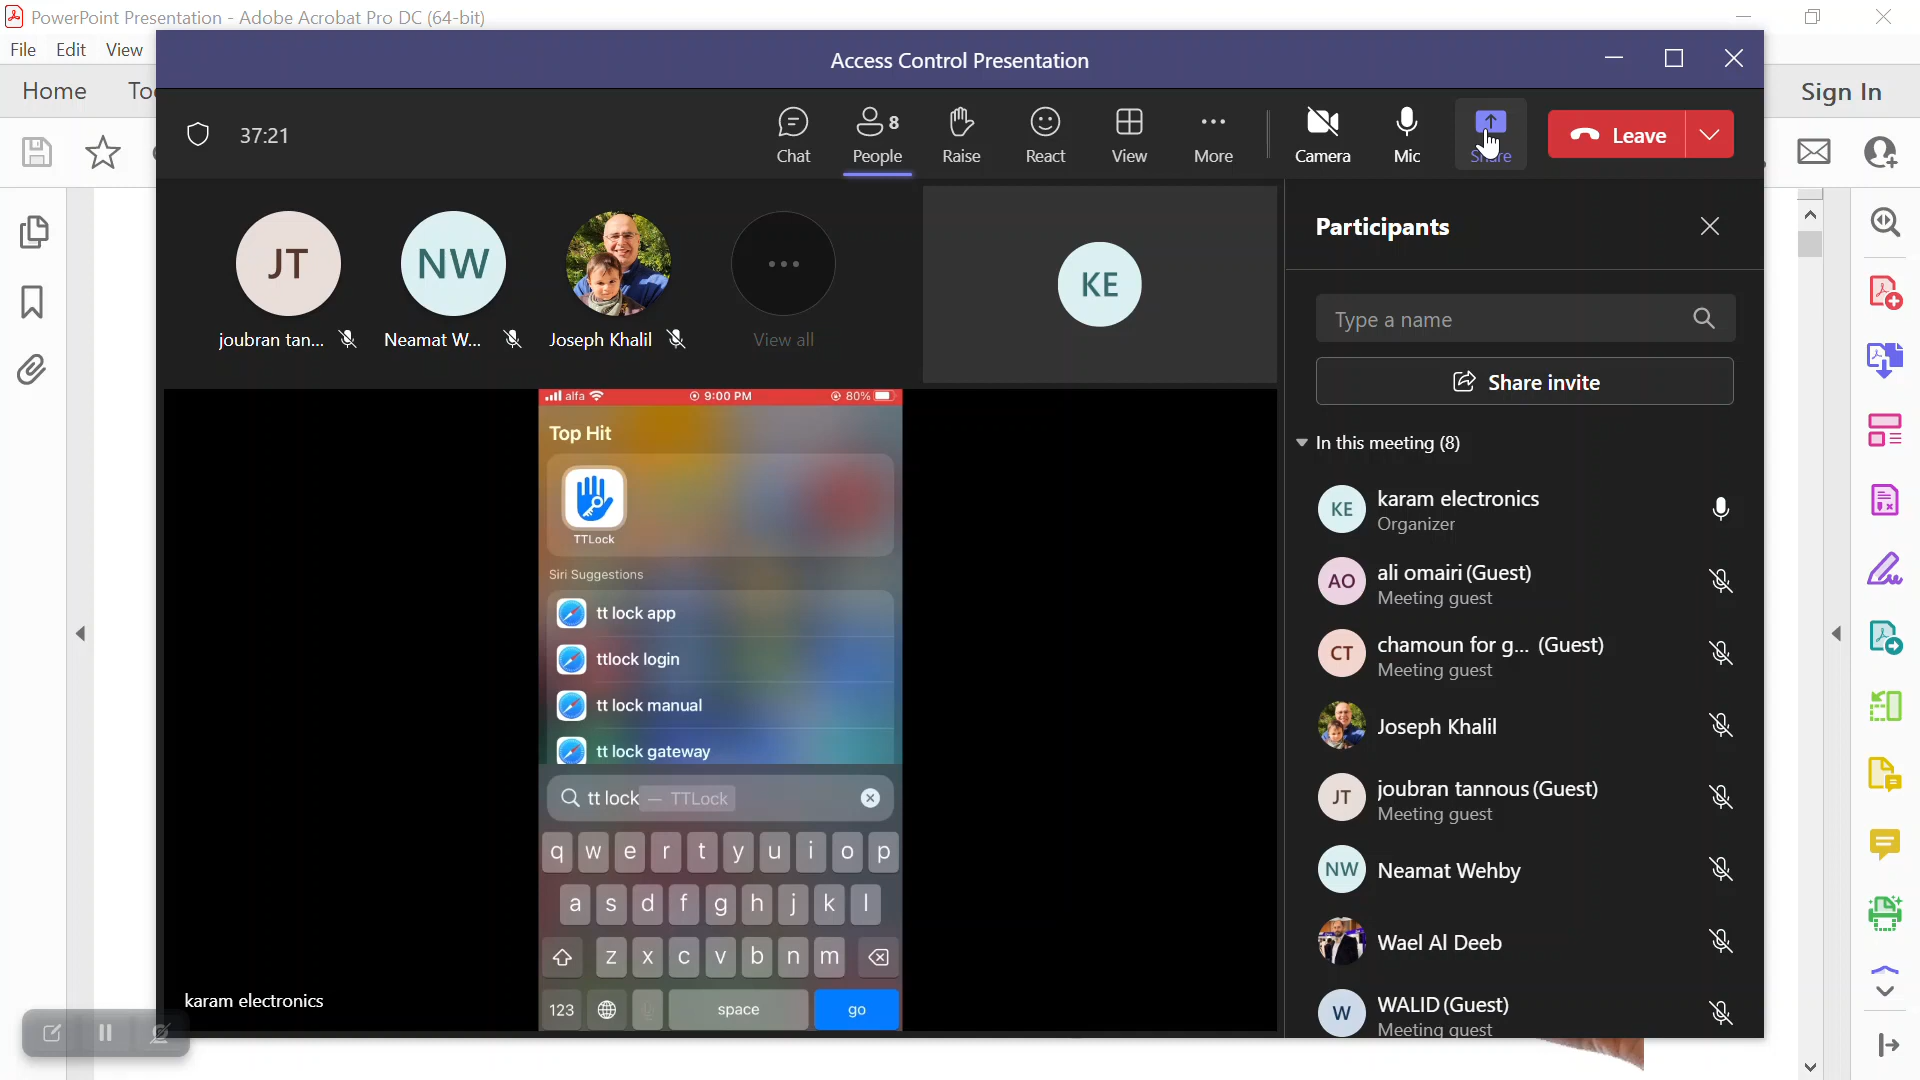 PowerPoint Presentation - Adobe Acrobat Pro DC (64-bit)
File Edit View
Home
Sign In
Access Control Presentation
37:21
Chat
People 8
Raise
React
View
More
Camera
Mic
Share
Leave
JT
NW
joubran tan...
Neamat W...
Joseph Khalil
View all
KE
Participants
Type a name
Share invite
In this meeting (8)
KE
karam electronics
Organizer
AO
ali omairi (Guest)
Meeting guest
CT
chamoun for g... (Guest)
Meeting guest
Joseph Khalil
JT
joubran tannous (Guest)
Meeting guest
NW
Neamat Wehby
Wael Al Deeb
W
WALID (Guest)
Meeting guest
alfa 9:00 PM 80%
Top Hit
TTLock
Siri Suggestions
tt lock app
ttlock login
tt lock manual
tt lock gateway
tt lock — TTLock
q w e r t y u i o p
a s d f g h j k l
z x c v b n m
123 space go
karam electronics